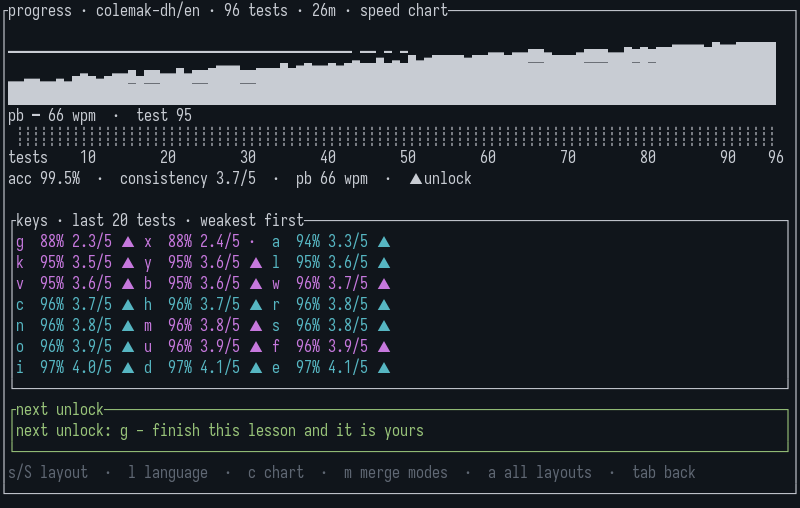 progress · colemak-dh/en · 96 tests · 26m · speed chart
pb — 66 wpm · test 95
tests 10 20 30 40 50 60 70 80 90 96
acc 99.5% · consistency 3.7/5 · pb 66 wpm · ▲unlock
keys · last 20 tests · weakest first
g 88% 2.3/5 ▲ x 88% 2.4/5 · a 94% 3.3/5 ▲
k 95% 3.5/5 ▲ y 95% 3.6/5 ▲ l 95% 3.6/5 ▲
v 95% 3.6/5 ▲ b 95% 3.6/5 ▲ w 96% 3.7/5 ▲
c 96% 3.7/5 ▲ h 96% 3.7/5 ▲ r 96% 3.8/5 ▲
n 96% 3.8/5 ▲ m 96% 3.8/5 ▲ s 96% 3.8/5 ▲
o 96% 3.9/5 ▲ u 96% 3.9/5 ▲ f 96% 3.9/5 ▲
i 97% 4.0/5 ▲ d 97% 4.1/5 ▲ e 97% 4.1/5 ▲
next unlock
next unlock: g – finish this lesson and it is yours
s/S layout · l language · c chart · m merge modes · a all layouts · tab back